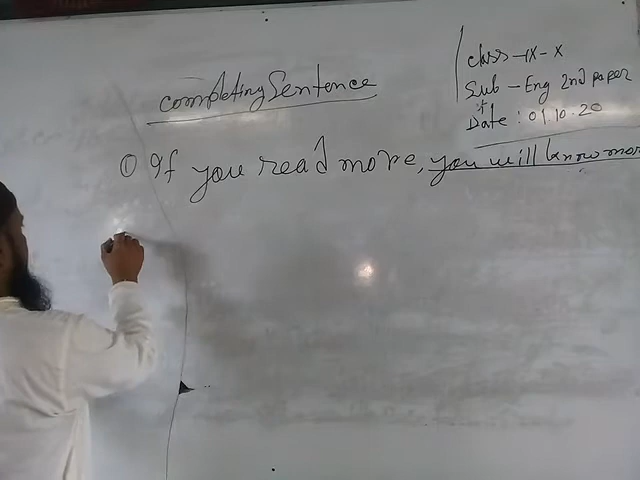 Class - IX - X
Sub - Eng 2nd paper
Date : 01.10.20
Completing Sentence
① If you read more, you will know more